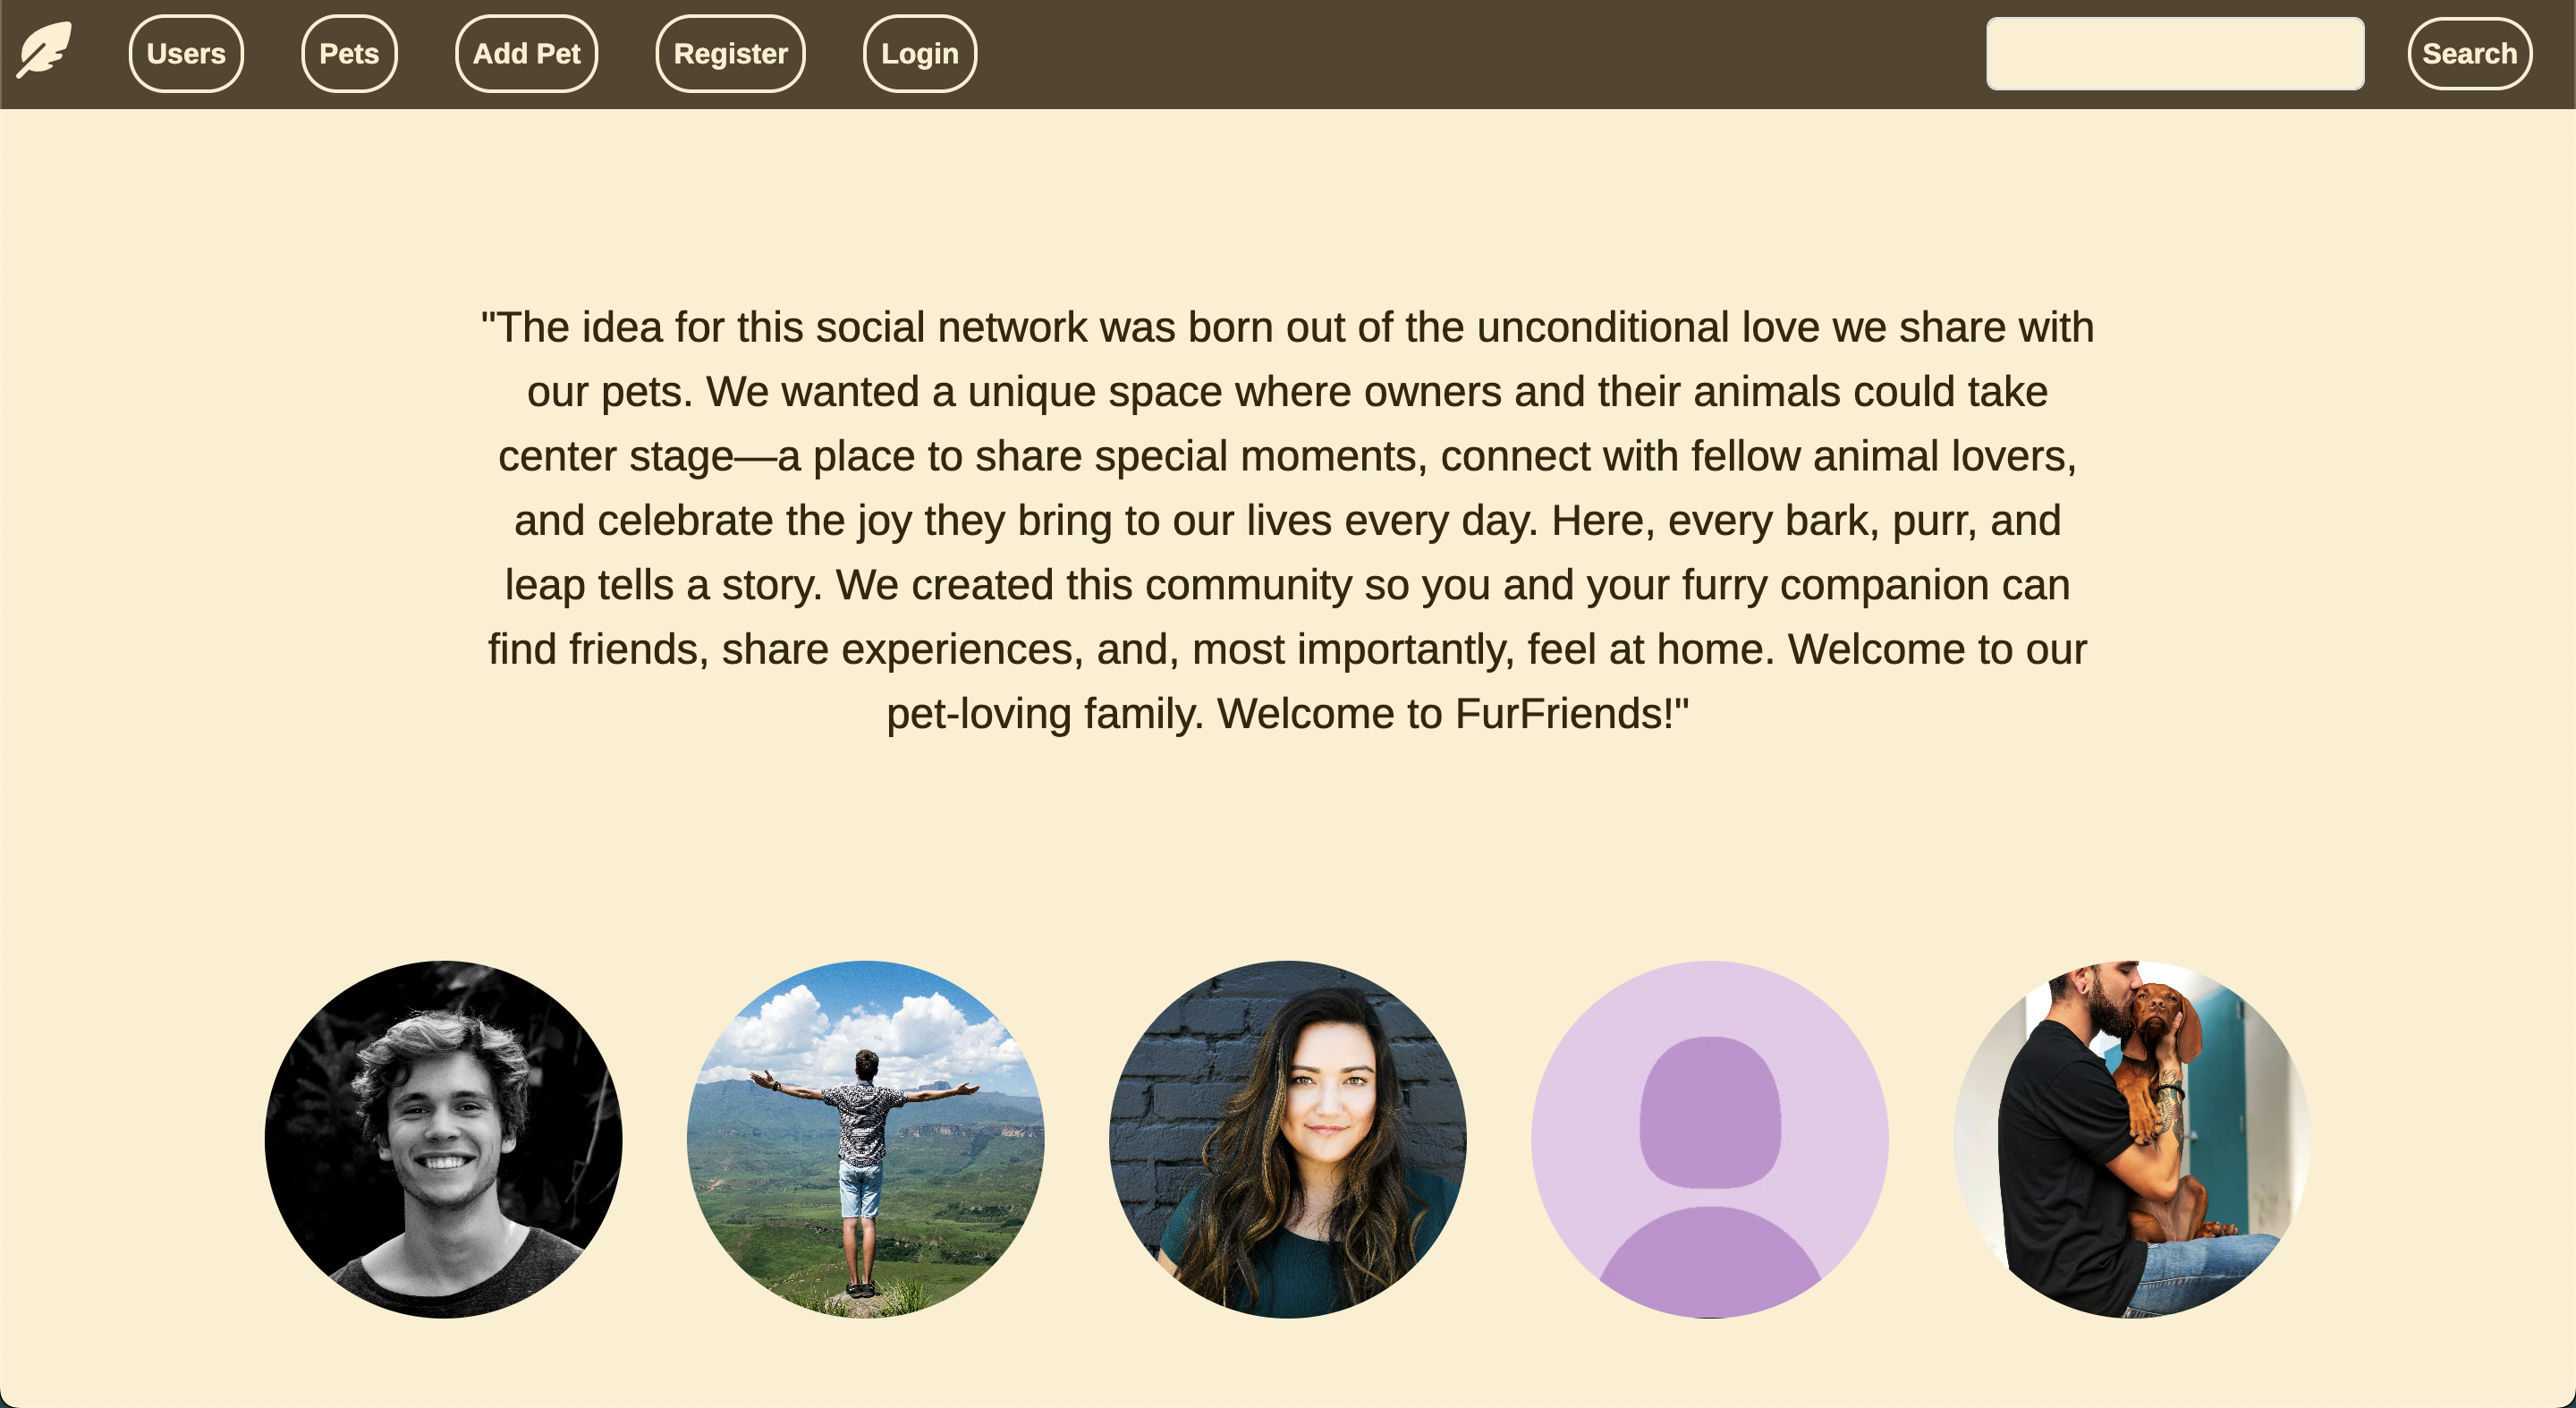 Users Pets Add Pet Register Login Search
"The idea for this social network was born out of the unconditional love we share with
our pets. We wanted a unique space where owners and their animals could take
center stage—a place to share special moments, connect with fellow animal lovers,
and celebrate the joy they bring to our lives every day. Here, every bark, purr, and
leap tells a story. We created this community so you and your furry companion can
find friends, share experiences, and, most importantly, feel at home. Welcome to our
pet-loving family. Welcome to FurFriends!"